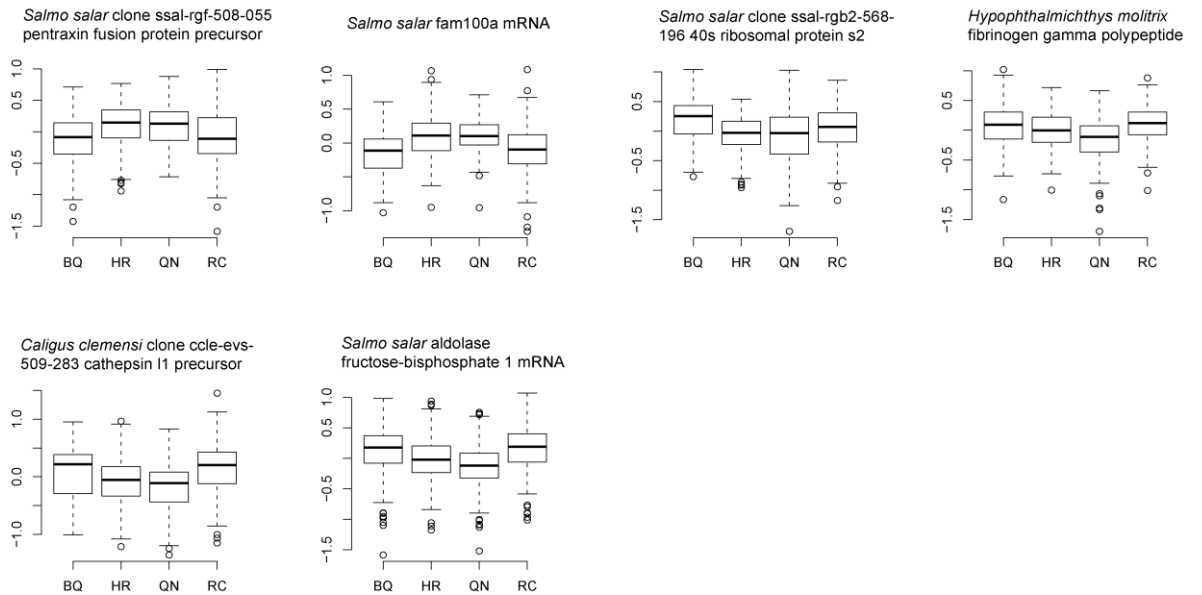 Salmo salar clone ssal-rgf-508-055
pentraxin fusion protein precursor
1.0
0.5
−0.5
−1.5
BQ HR QN RC
Salmo salar fam100a mRNA
1.0
0.0
−1.0
BQ HR QN RC
Salmo salar clone ssal-rgb2-568-
196 40s ribosomal protein s2
0.5
−0.5
−1.5
BQ HR QN RC
Hypophthalmichthys molitrix
fibrinogen gamma polypeptide
0.5
−0.5
−1.5
BQ HR QN RC
Caligus clemensi clone ccle-evs-
509-283 cathepsin l1 precursor
1.0
0.0
−1.0
BQ HR QN RC
Salmo salar aldolase
fructose-bisphosphate 1 mRNA
0.5
−0.5
−1.5
BQ HR QN RC